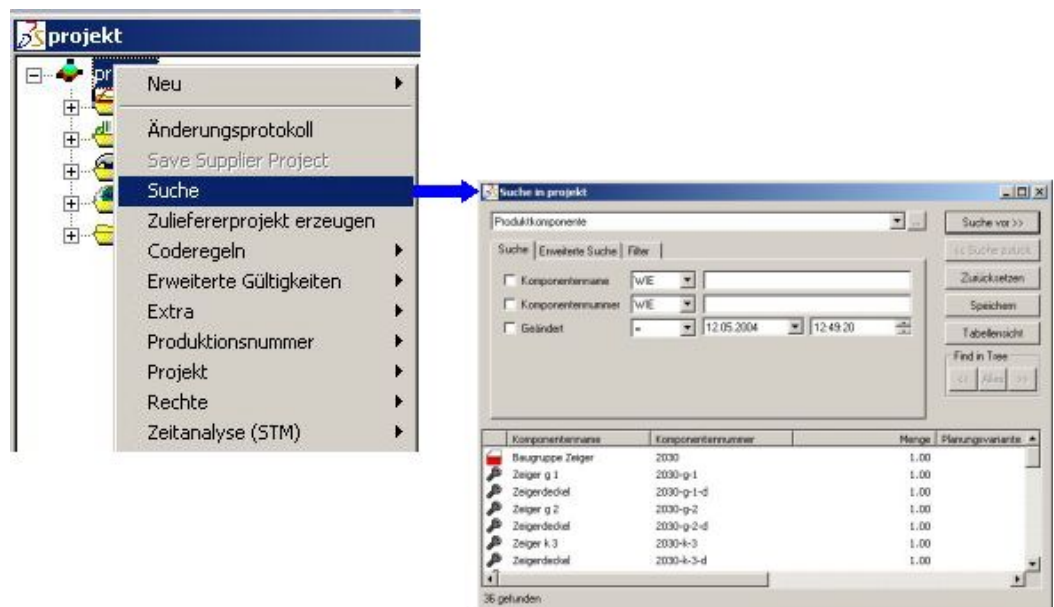 projekt
pr
Neu
Änderungsprotokoll
Save Supplier Project
Suche
Zuliefererprojekt erzeugen
Coderegeln
Erweiterte Gültigkeiten
Extra
Produktionsnummer
Projekt
Rechte
Zeitanalyse (STM)
Suche in projekt
Produktkomponente ... Suche vor >>
Suche Erweiterte Suche Filter << Suche zurück
Komponentenname WIE Zurücksetzen
Komponentennummer WIE Speichern
Geändert = 12.05.2004 12:49:20 Tabellensicht
Find in Tree
<< Alles >>
Komponentenname Komponentennummer Menge Planungsvariante
Baugruppe Zeiger 2030 1.00
Zeiger g 1 2030-g-1 1.00
Zeigerdeckel 2030-g-1-d 1.00
Zeiger g 2 2030-g-2 1.00
Zeigerdeckel 2030-g-2-d 1.00
Zeiger k 3 2030-k-3 1.00
Zeigerdeckel 2030-k-3-d 1.00
36 gefunden